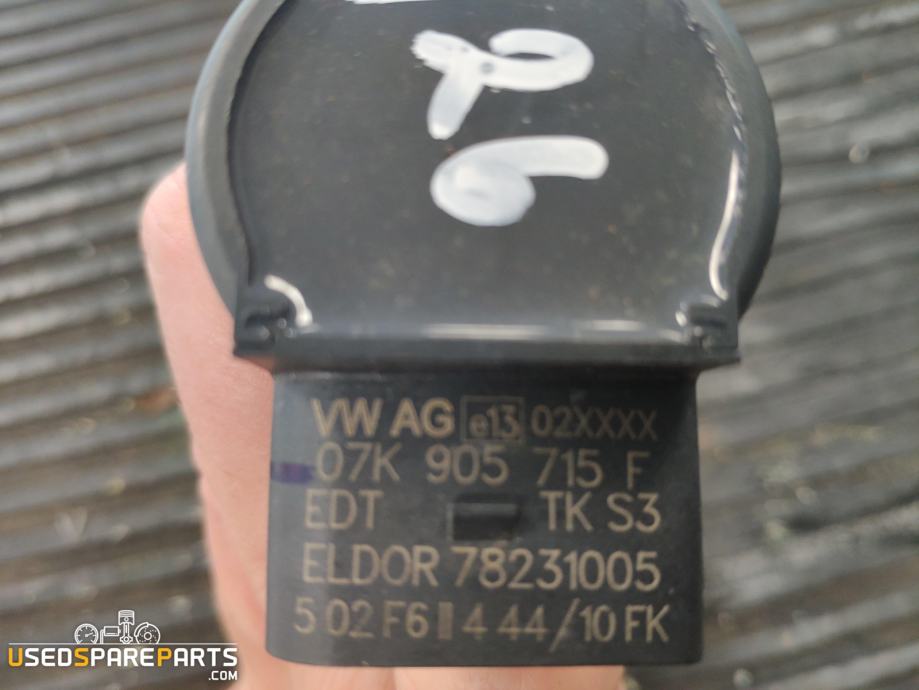 VW AG e13 02XXXX
07K 905 715 F
EDT TK S3
ELDOR 78231005
5 02 F6 4 44/10 FK
USEDSPAREPARTS
.COM